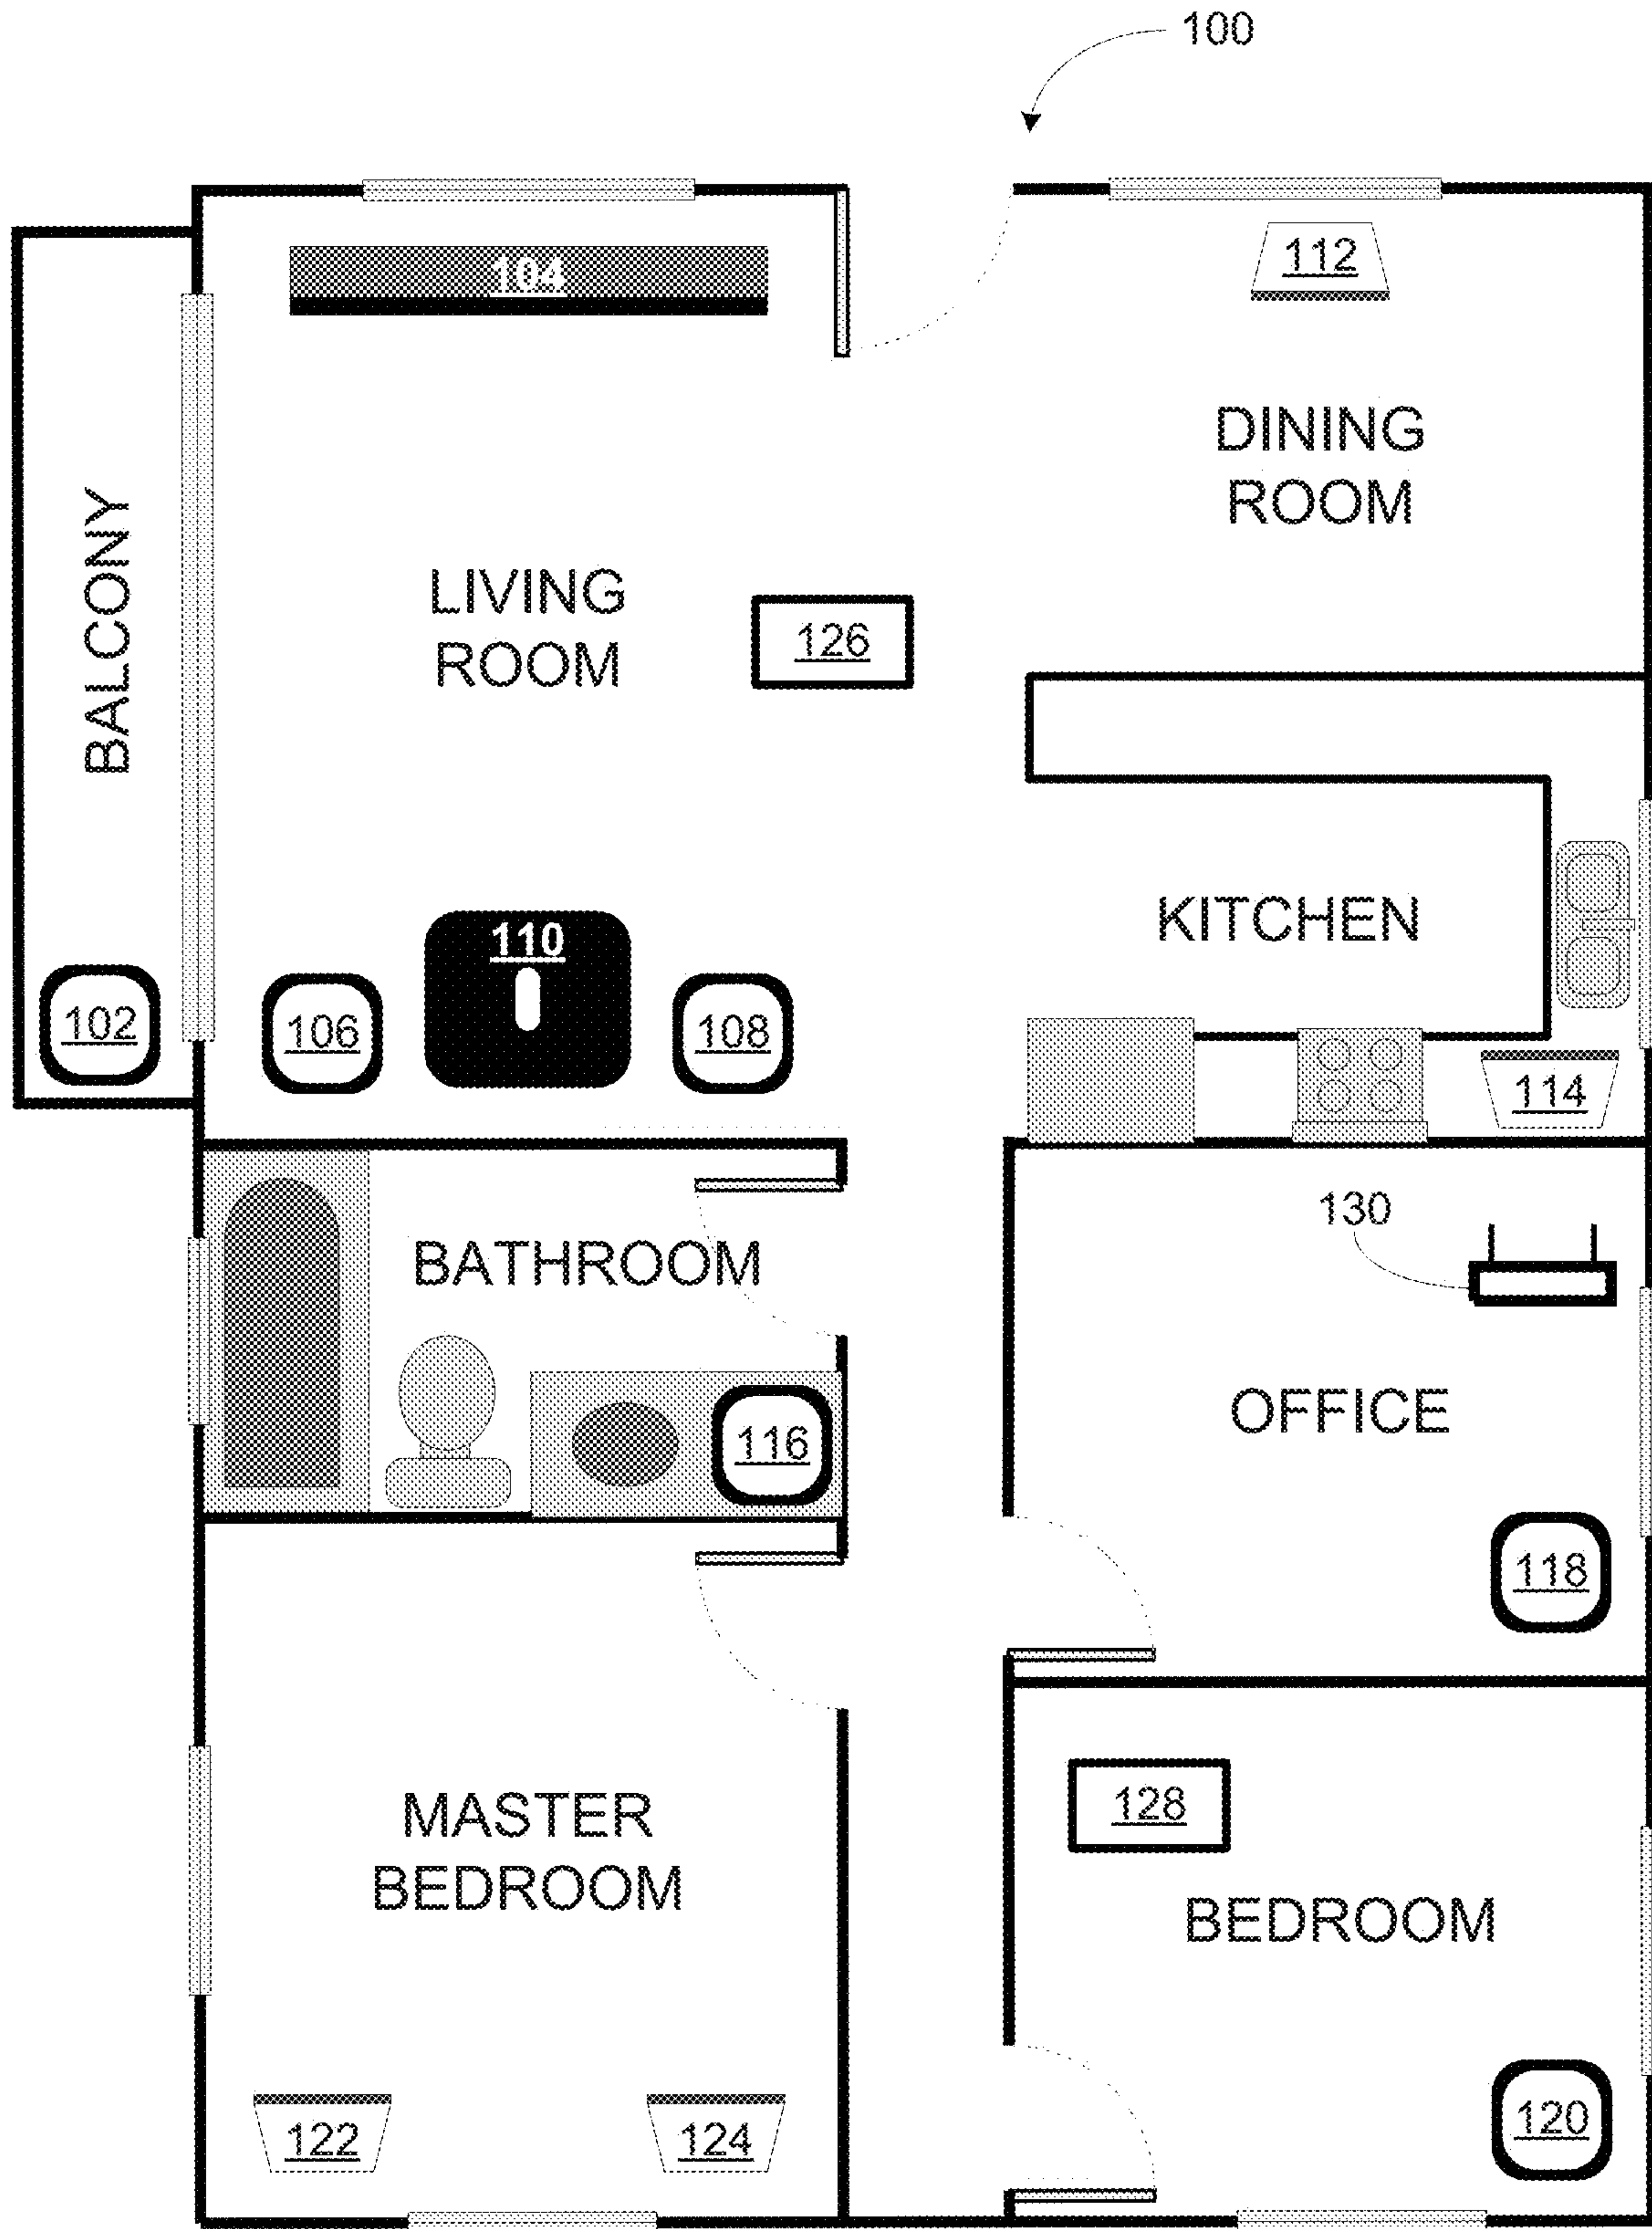 100
104
112
DINING
ROOM
BALCONY
LIVING
ROOM
126
KITCHEN
110
102
106
108
114
130
BATHROOM
OFFICE
116
118
128
MASTER
BEDROOM
BEDROOM
122
124
120